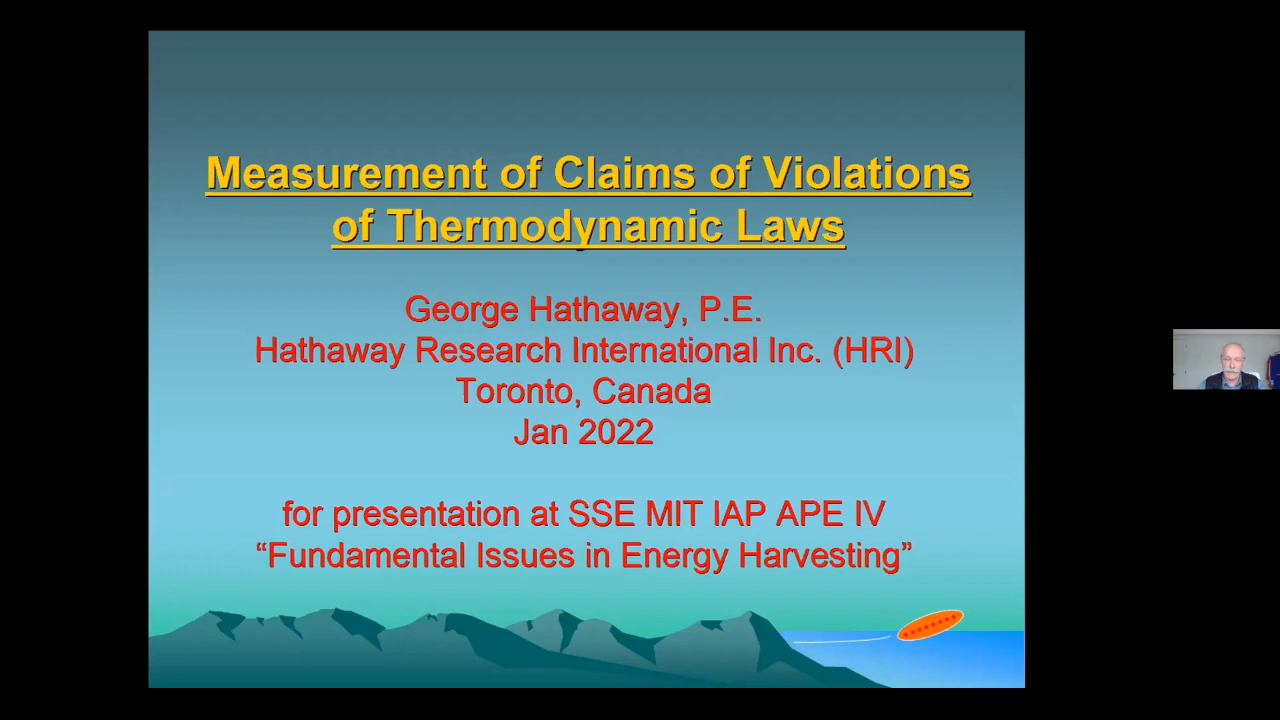 Measurement of Claims of Violations
of Thermodynamic Laws
George Hathaway, P.E.
Hathaway Research International Inc. (HRI)
Toronto, Canada
Jan 2022
for presentation at SSE MIT IAP APE IV
“Fundamental Issues in Energy Harvesting”